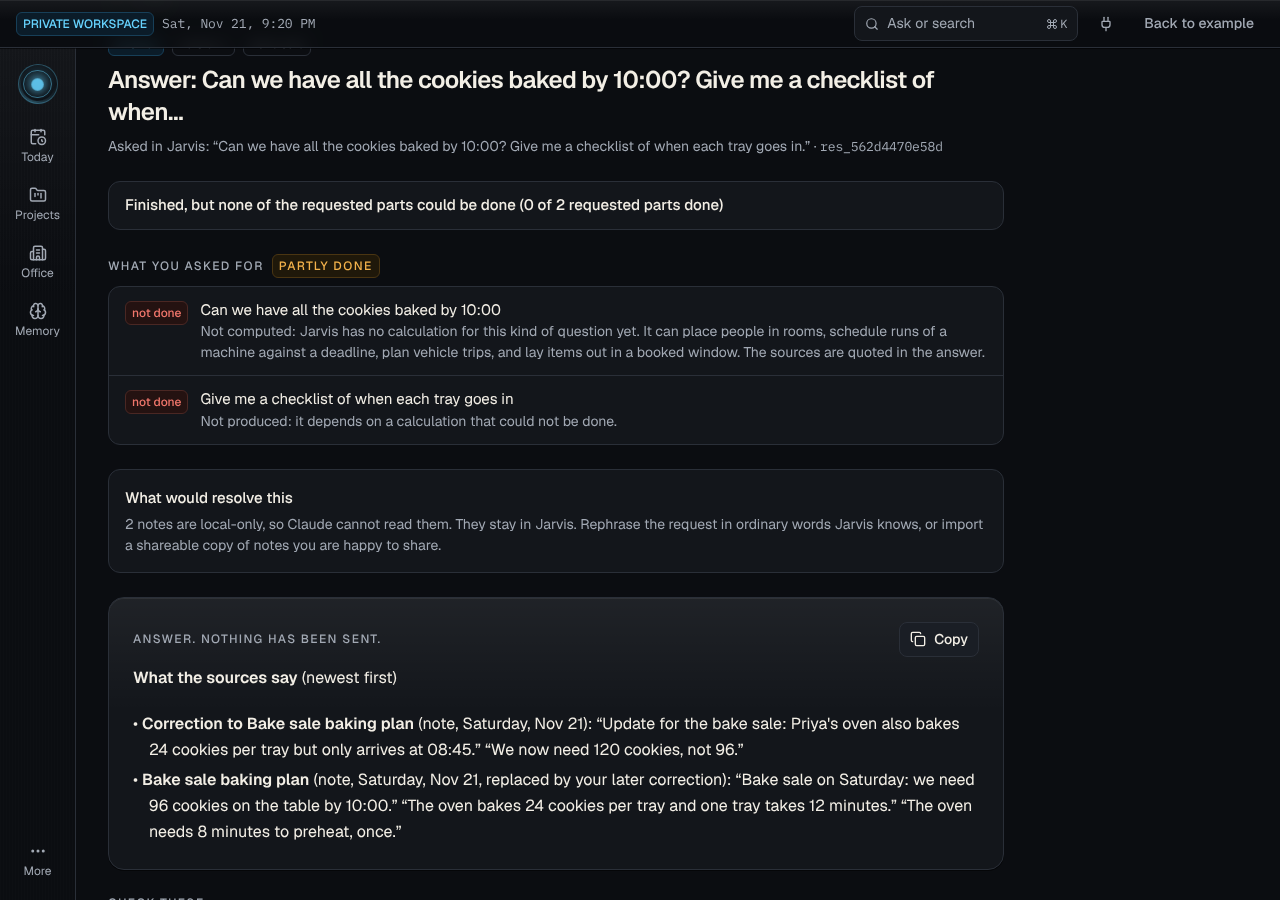 PRIVATE WORKSPACE Sat, Nov 21, 9:20 PM Ask or search ⌘K Back to example
Answer: Can we have all the cookies baked by 10:00? Give me a checklist of
when...
Asked in Jarvis: “Can we have all the cookies baked by 10:00? Give me a checklist of when each tray goes in.” · res_562d4470e58d
Today
Projects
Office
Memory
More
Finished, but none of the requested parts could be done (0 of 2 requested parts done)
WHAT YOU ASKED FOR PARTLY DONE
not done Can we have all the cookies baked by 10:00
Not computed: Jarvis has no calculation for this kind of question yet. It can place people in rooms, schedule runs of a
machine against a deadline, plan vehicle trips, and lay items out in a booked window. The sources are quoted in the answer.
not done Give me a checklist of when each tray goes in
Not produced: it depends on a calculation that could not be done.
What would resolve this
2 notes are local-only, so Claude cannot read them. They stay in Jarvis. Rephrase the request in ordinary words Jarvis knows, or import
a shareable copy of notes you are happy to share.
ANSWER. NOTHING HAS BEEN SENT. Copy
What the sources say (newest first)
• Correction to Bake sale baking plan (note, Saturday, Nov 21): “Update for the bake sale: Priya's oven also bakes
24 cookies per tray but only arrives at 08:45.” “We now need 120 cookies, not 96.”
• Bake sale baking plan (note, Saturday, Nov 21, replaced by your later correction): “Bake sale on Saturday: we need
96 cookies on the table by 10:00.” “The oven bakes 24 cookies per tray and one tray takes 12 minutes.” “The oven
needs 8 minutes to preheat, once.”